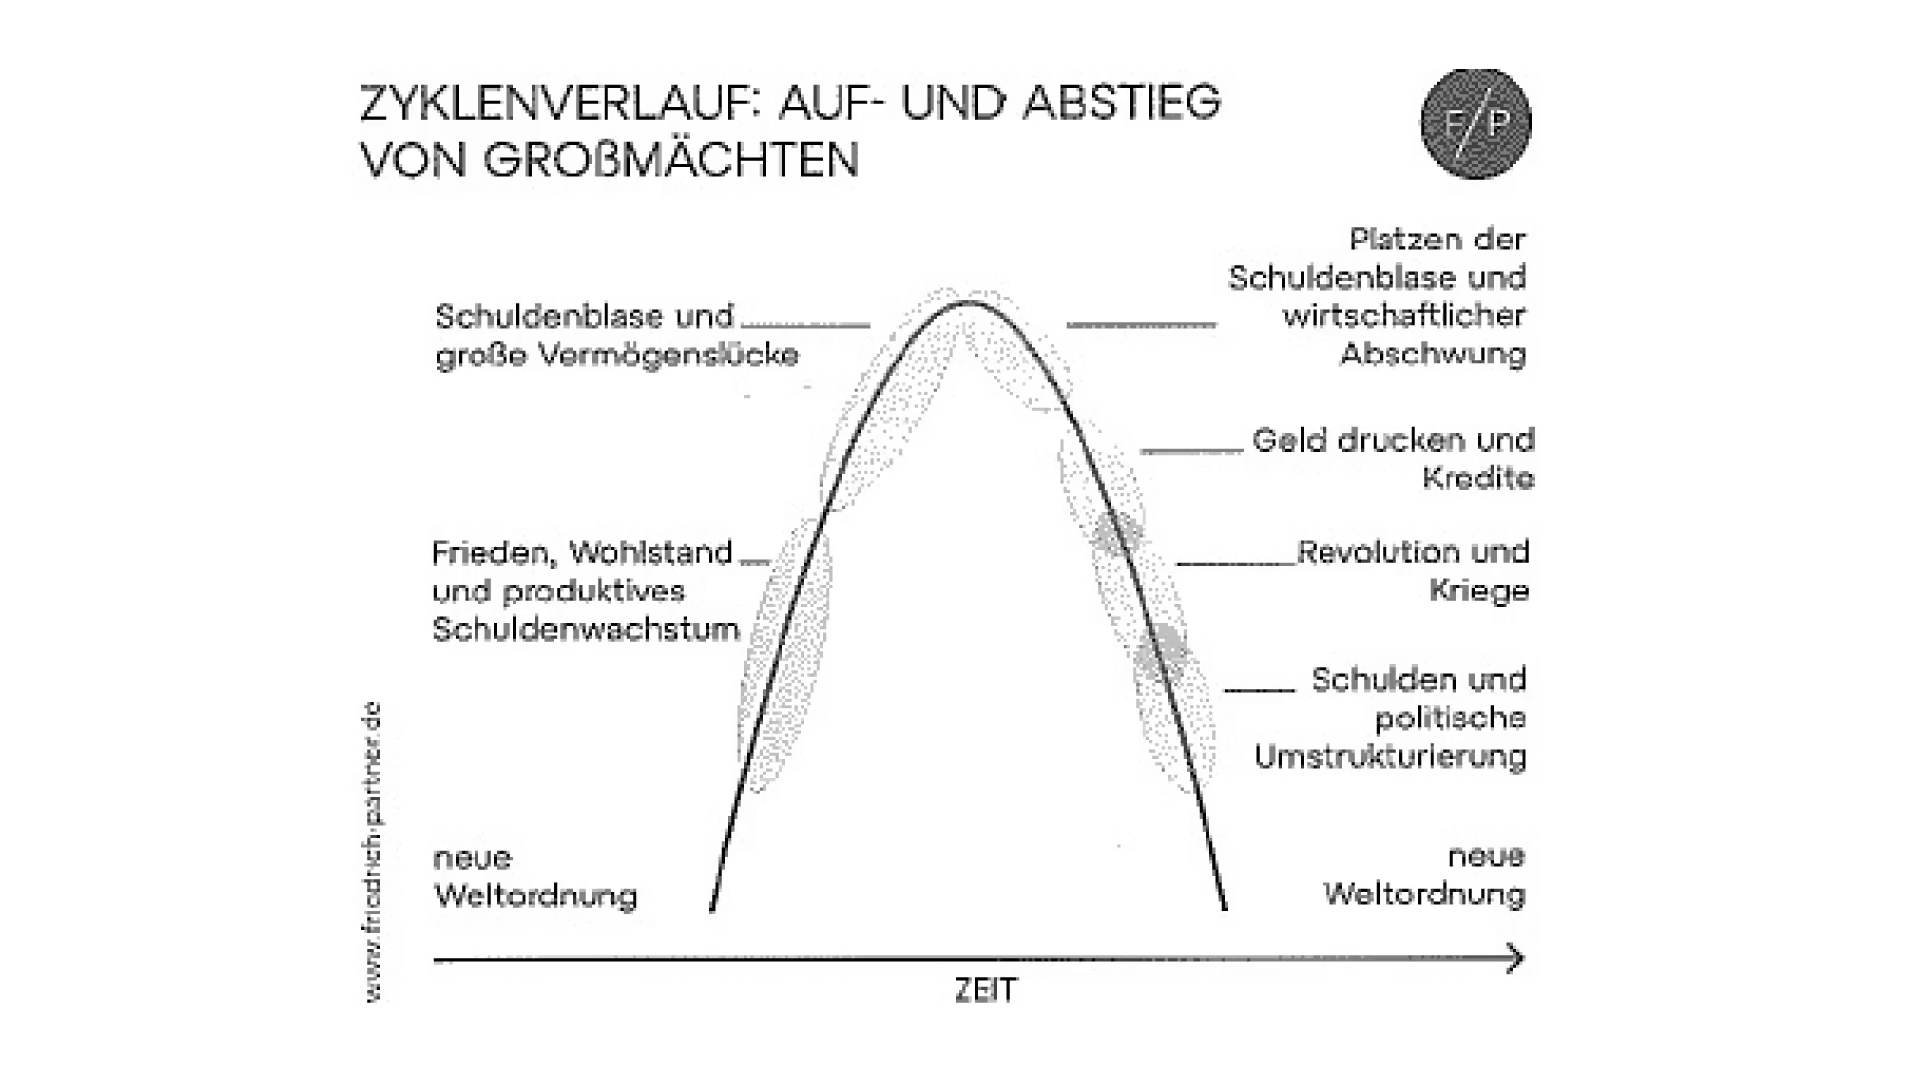 ZYKLENVERLAUF: AUF- UND ABSTIEG
VON GROßMÄCHTEN
F/P
Schuldenblase und
große Vermögenslücke
Frieden, Wohlstand
und produktives
Schuldenwachstum
neue
Weltordnung
Platzen der
Schuldenblase und
wirtschaftlicher
Abschwung
Geld drucken und
Kredite
Revolution und
Kriege
Schulden und
politische
Umstrukturierung
neue
Weltordnung
ZEIT
www.friedrich-partner.de